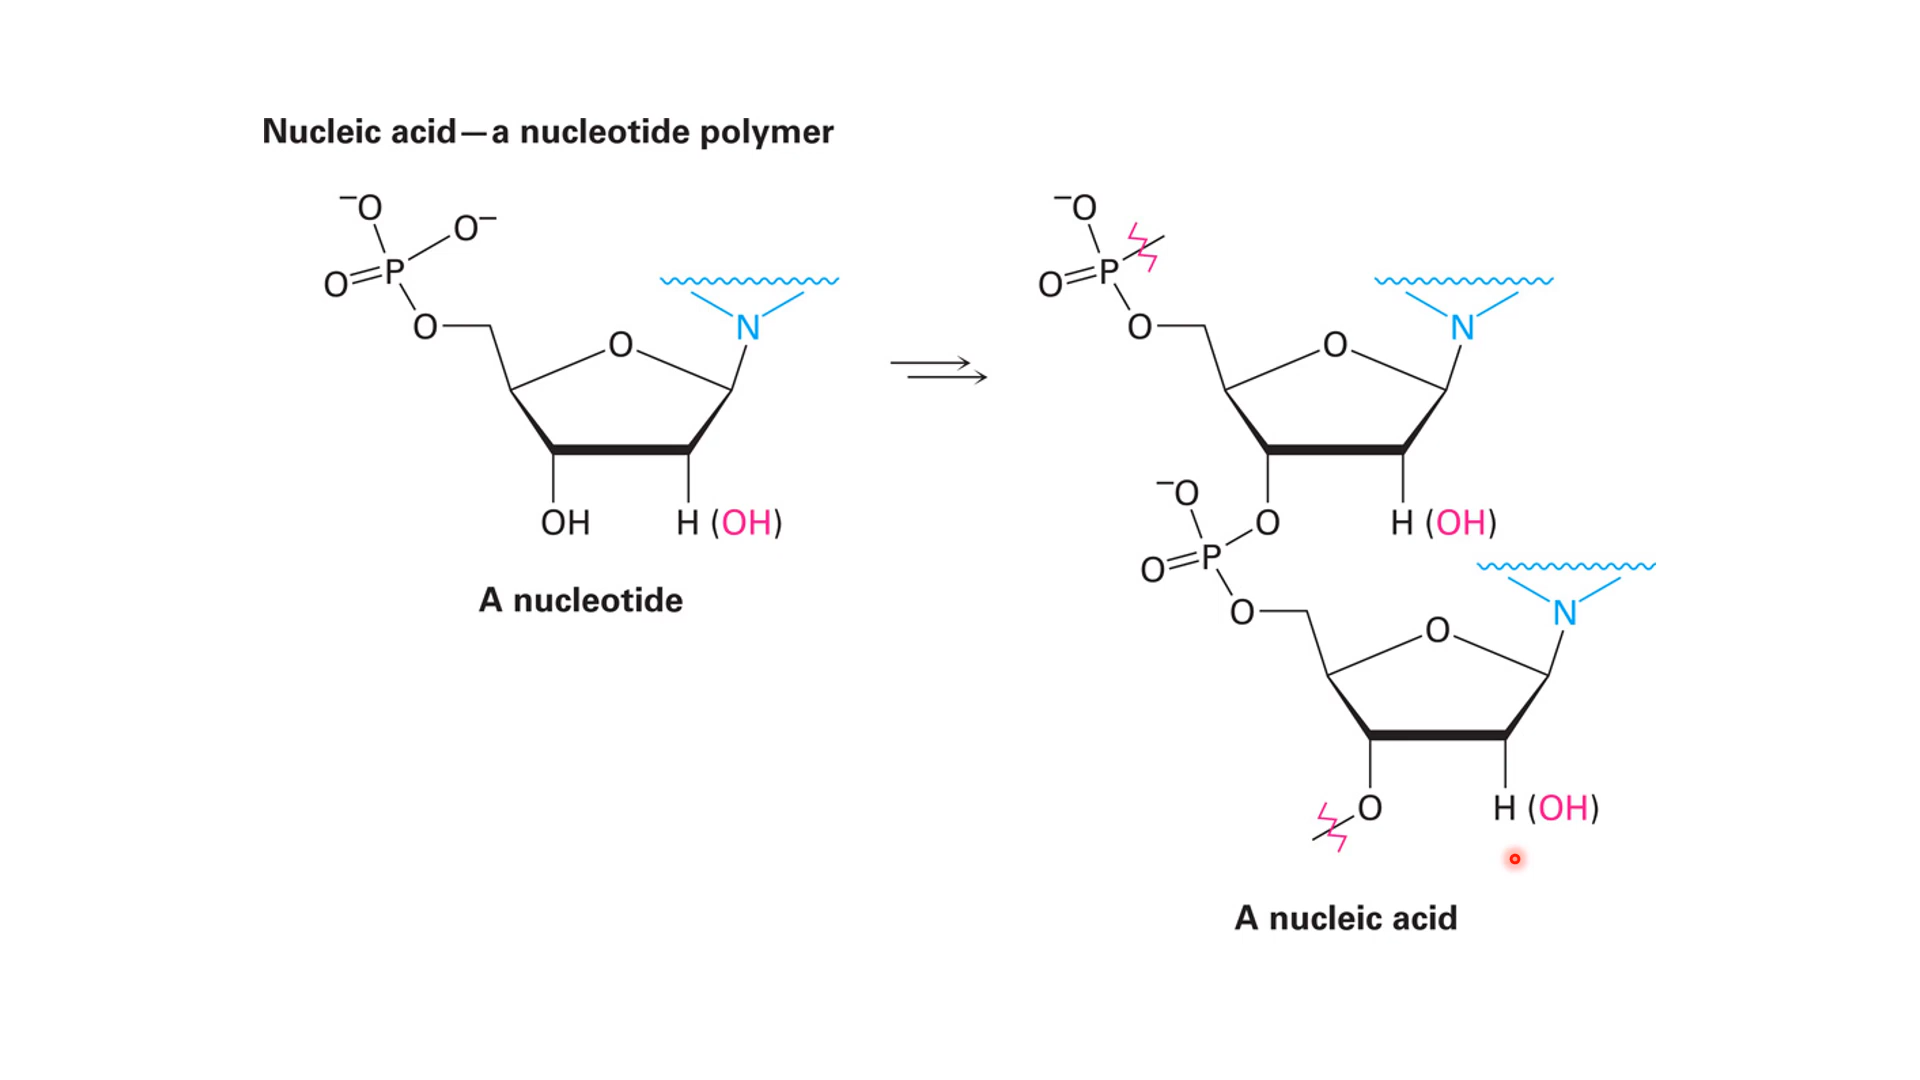 Nucleic acid—a nucleotide polymer
−O
O−
P
O
O
O
N
OH
H (OH)
A nucleotide
−O
P
O
O
O
N
−O
O
H (OH)
P
O
O
O
N
O
H (OH)
A nucleic acid